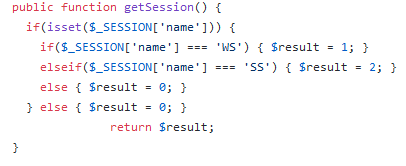 public function getSession() {
if(isset($_SESSION['name'])) {
if($_SESSION['name'] === 'WS') { $result = 1; }
elseif($_SESSION['name'] === 'SS') { $result = 2; }
else { $result = 0; }
} else { $result = 0; }
return $result;
}